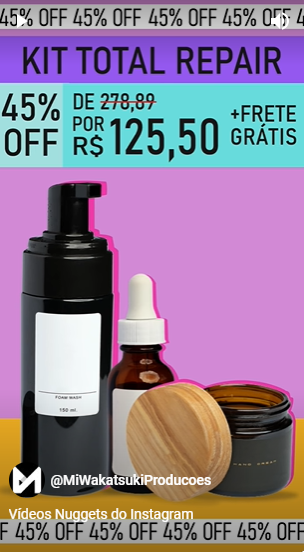 45% OFF 45% OFF 45% OFF 45% OFF
KIT TOTAL REPAIR
45%
OFF
DE 278,89
POR
R$ 125,50
+FRETE
GRÁTIS
FOAM WASH
150 ml
@MiWakatsukiProducoes
Vídeos Nuggets do Instagram
F 45% OFF 45% OFF 45% OFF 45% OFF